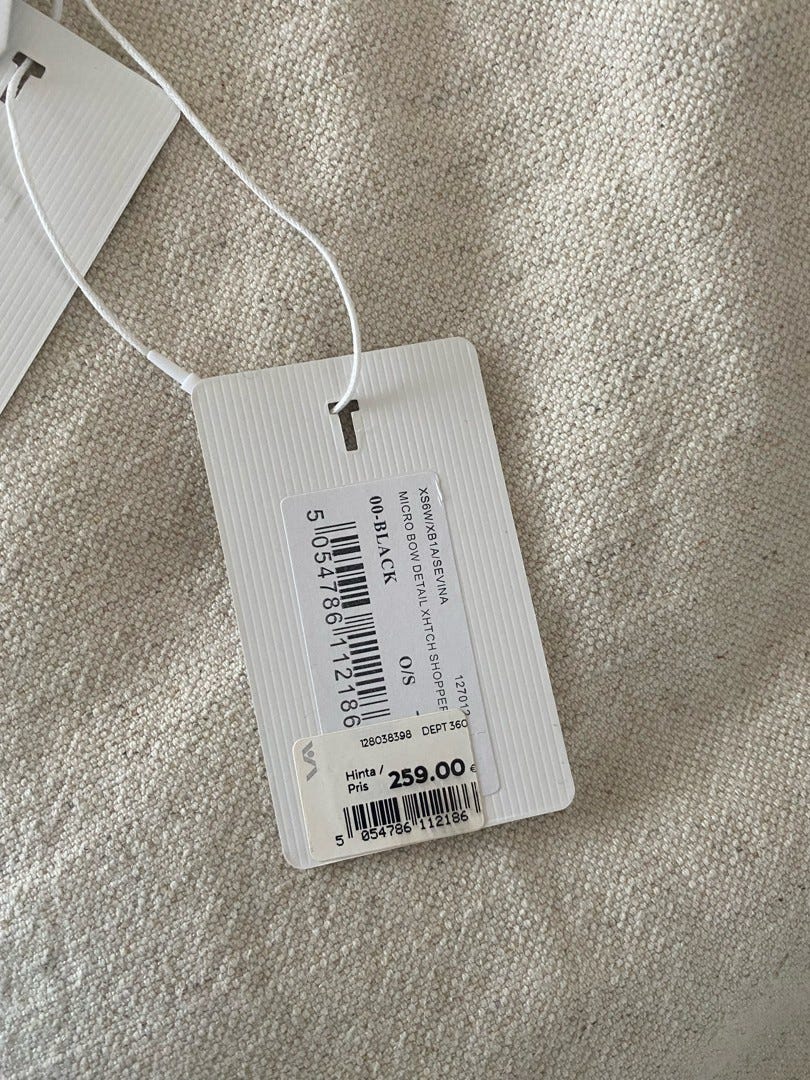 XS6W/XB1A/SEVINA
127012
MICRO BOW DETAIL XHTCH SHOPPER
00-BLACK O/S
5 054786 112186
128038398 DEPT 360
Hinta /
Pris
259.00 €
5 054786 112186